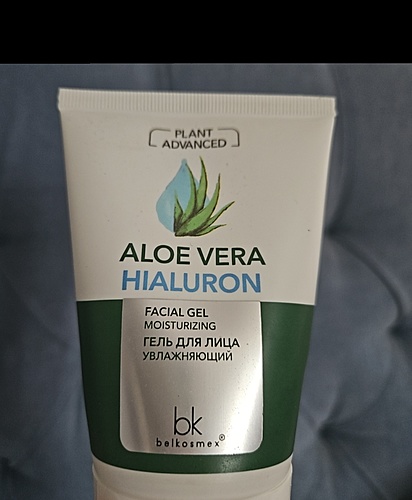 PLANT
ADVANCED
ALOE VERA
HIALURON
FACIAL GEL
MOISTURIZING
ГЕЛЬ ДЛЯ ЛИЦА
УВЛАЖНЯЮЩИЙ
bk
belkosmex®